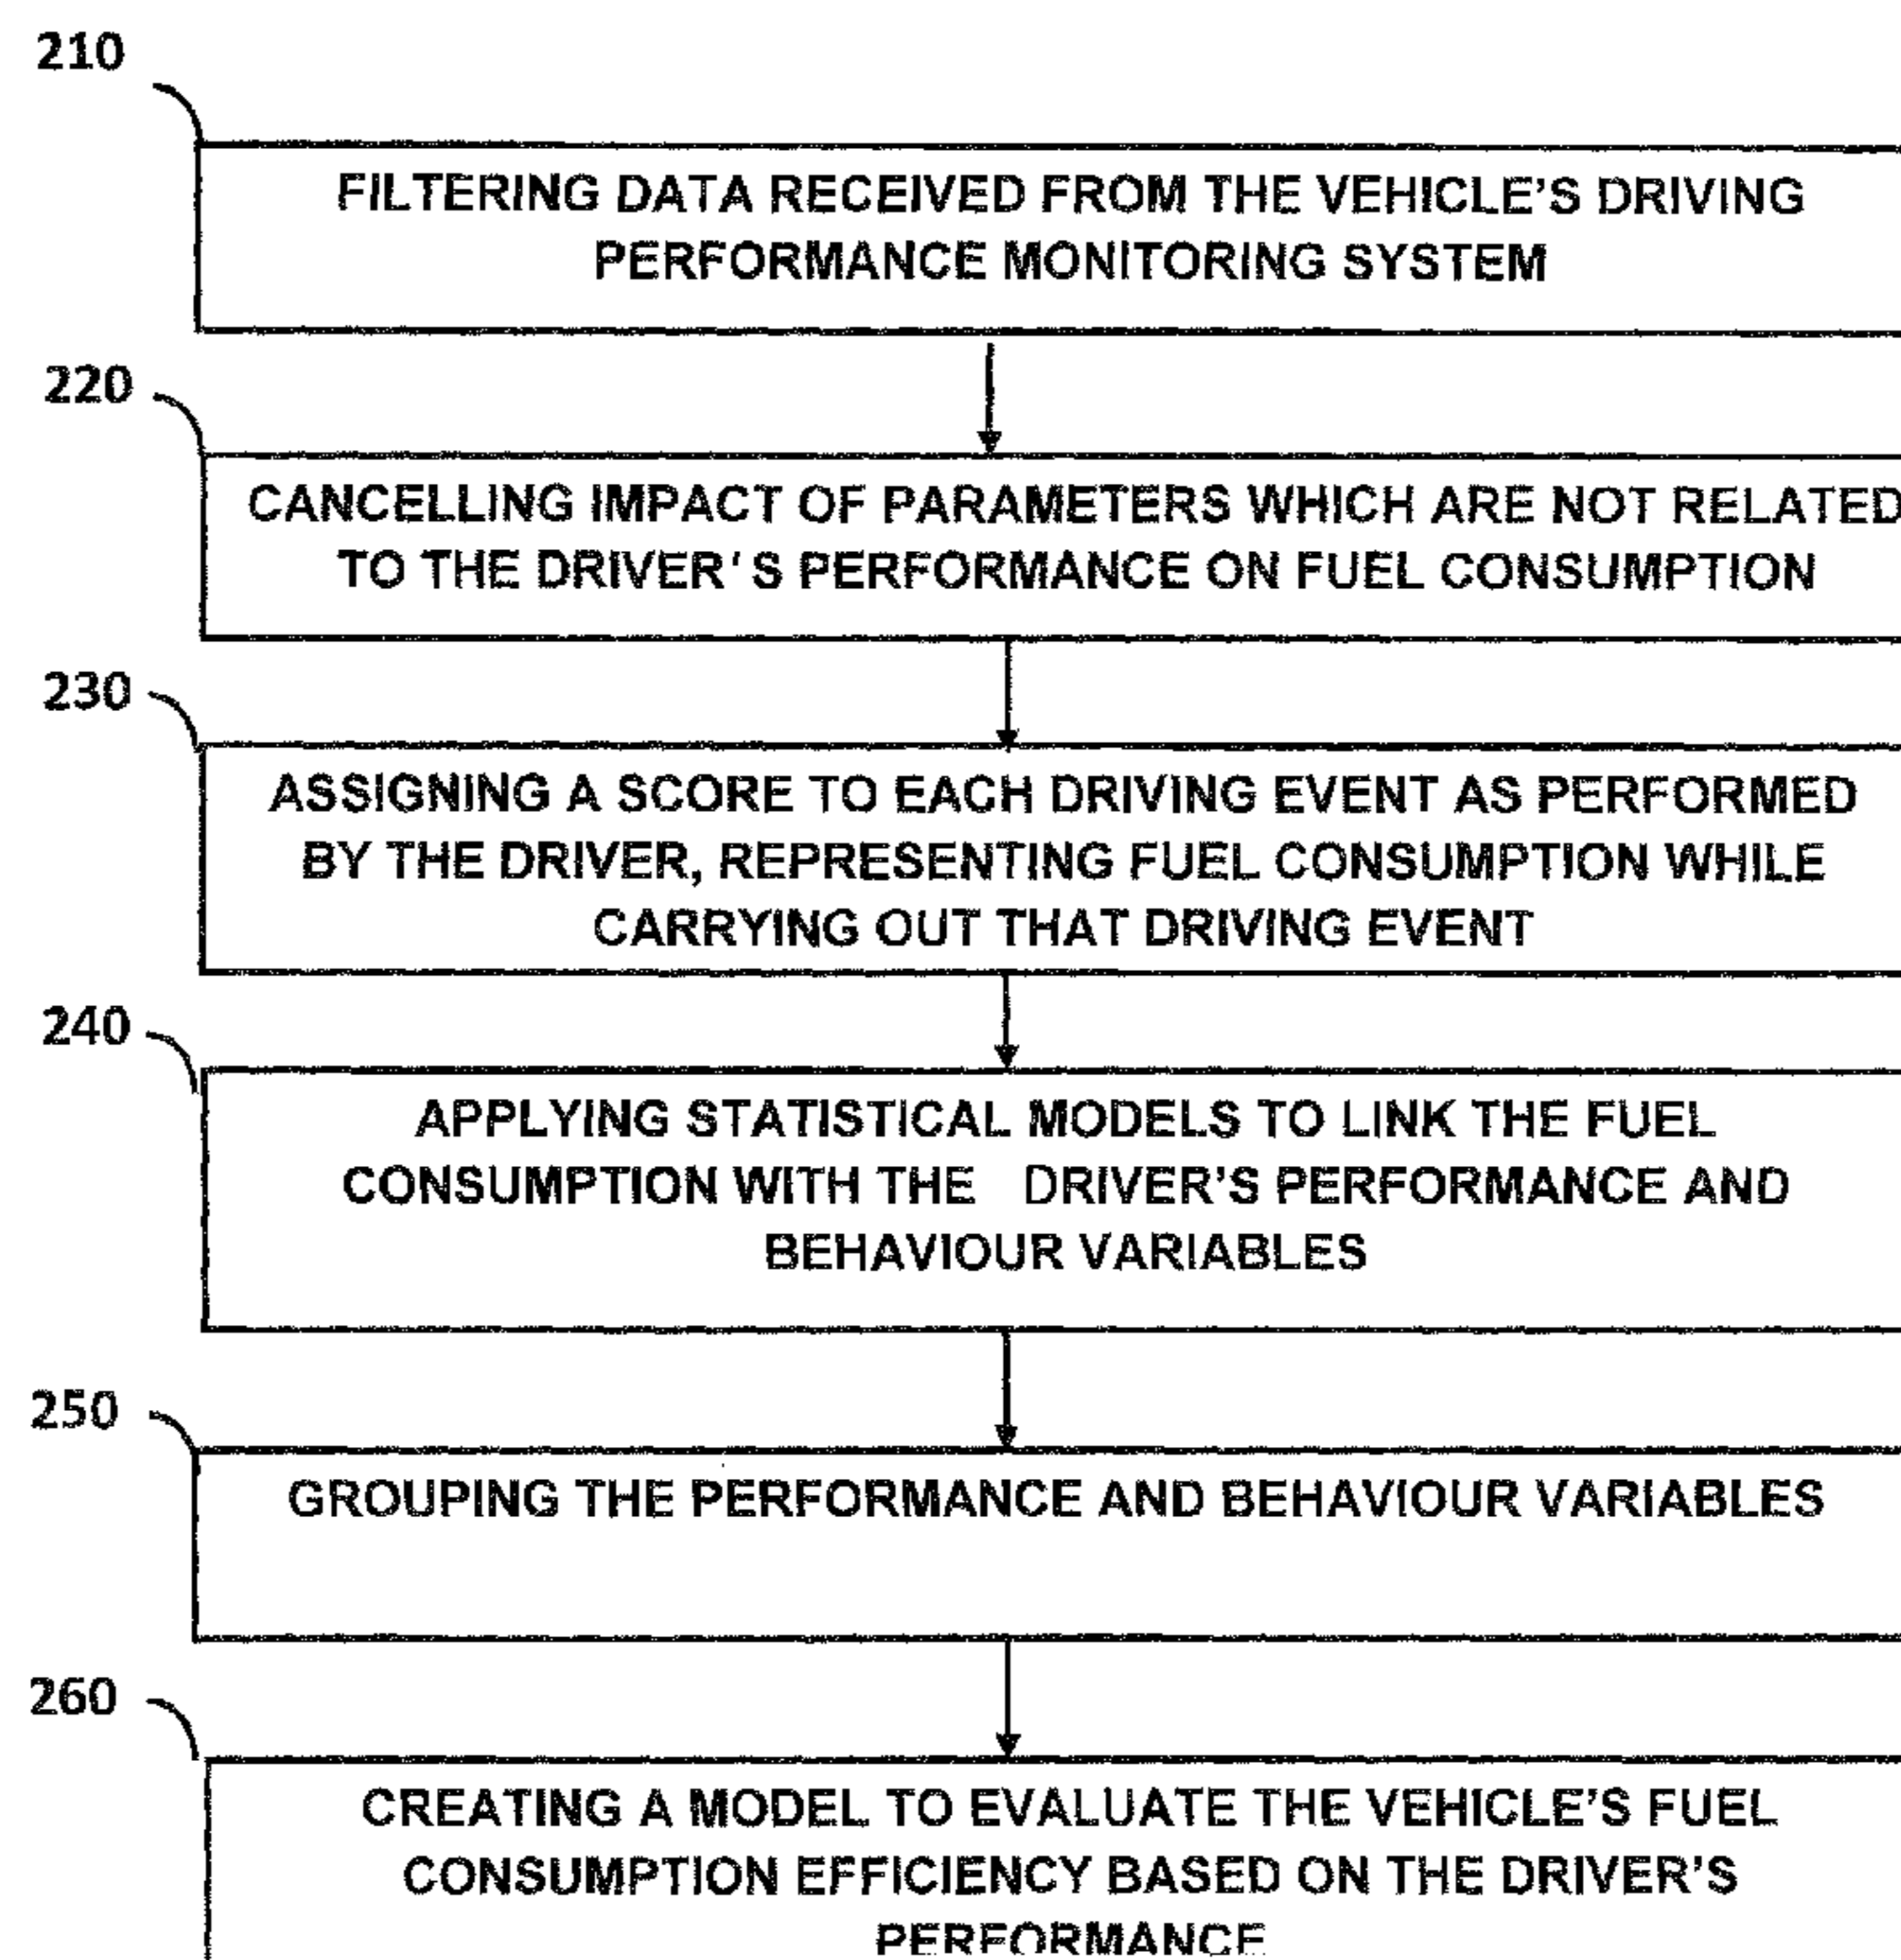 210
FILTERING DATA RECEIVED FROM THE VEHICLE'S DRIVING
PERFORMANCE MONITORING SYSTEM
220
CANCELLING IMPACT OF PARAMETERS WHICH ARE NOT RELATED
TO THE DRIVER'S PERFORMANCE ON FUEL CONSUMPTION
230
ASSIGNING A SCORE TO EACH DRIVING EVENT AS PERFORMED
BY THE DRIVER, REPRESENTING FUEL CONSUMPTION WHILE
CARRYING OUT THAT DRIVING EVENT
240
APPLYING STATISTICAL MODELS TO LINK THE FUEL
CONSUMPTION WITH THE DRIVER'S PERFORMANCE AND
BEHAVIOUR VARIABLES
250
GROUPING THE PERFORMANCE AND BEHAVIOUR VARIABLES
260
CREATING A MODEL TO EVALUATE THE VEHICLE'S FUEL
CONSUMPTION EFFICIENCY BASED ON THE DRIVER'S
PERFORMANCE